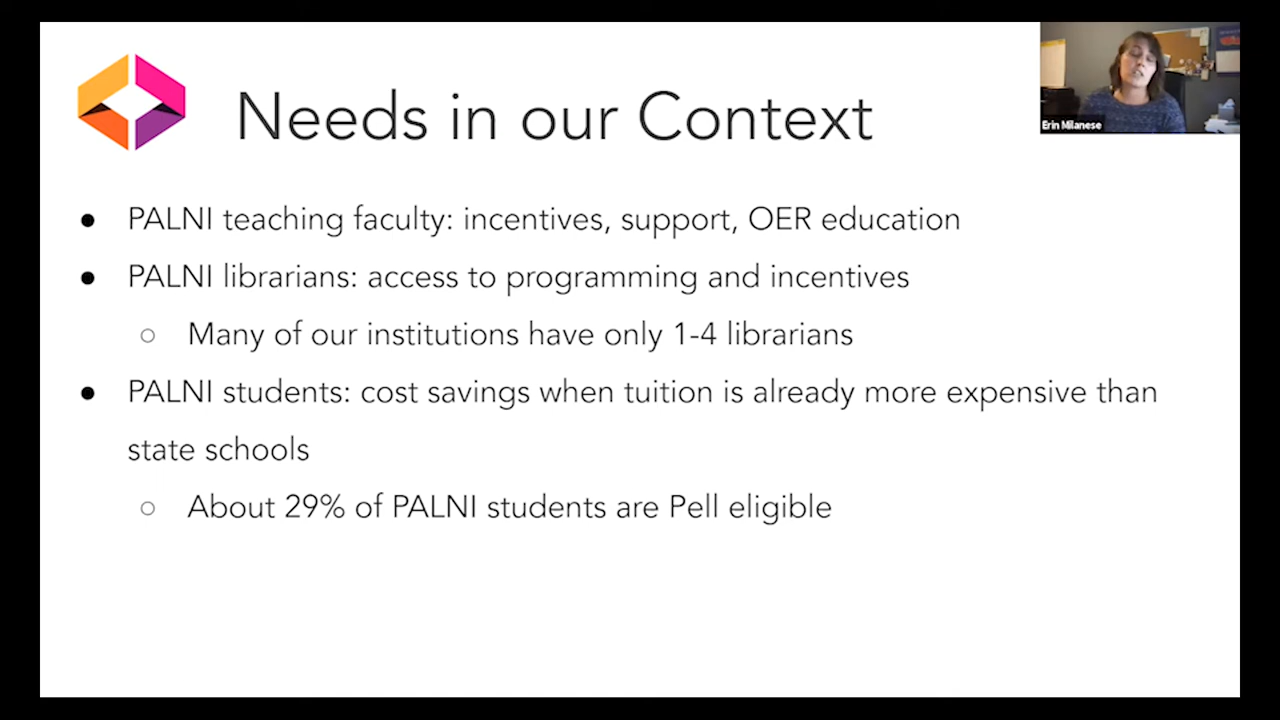 Needs in our Context
Erin Milanese
● PALNI teaching faculty: incentives, support, OER education
● PALNI librarians: access to programming and incentives
○ Many of our institutions have only 1-4 librarians
● PALNI students: cost savings when tuition is already more expensive than
state schools
○ About 29% of PALNI students are Pell eligible